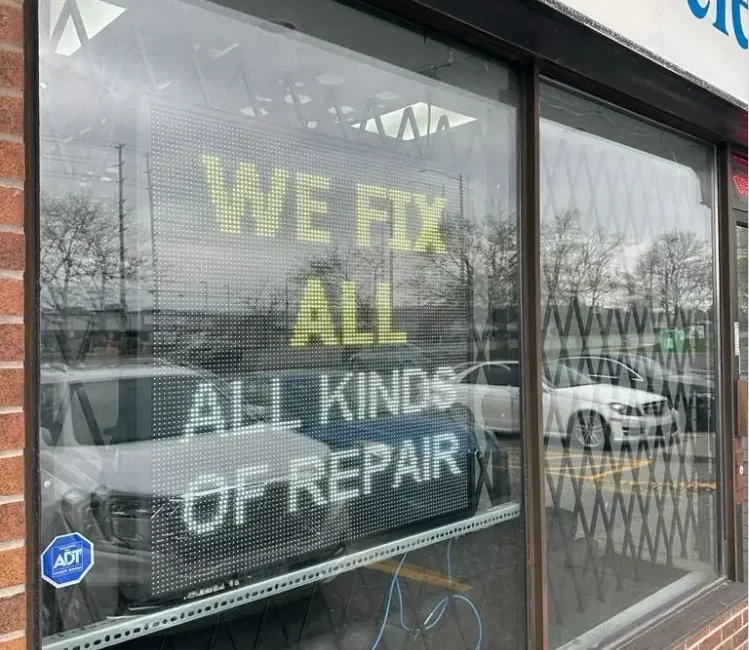 WE FIX
ALL
ALL KINDS
OF REPAIR
ADT